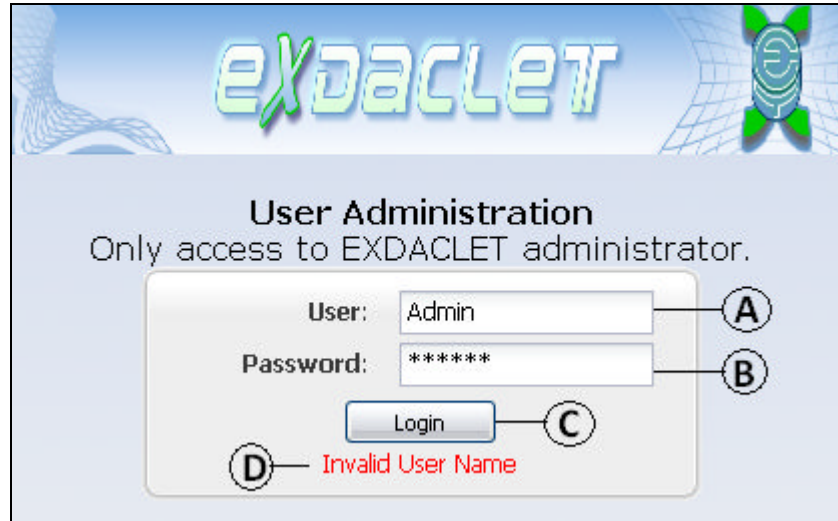 eXDaCLeT
User Administration
Only access to EXDACLET administrator.
User: Admin A
Password: ****** B
Login C
D Invalid User Name